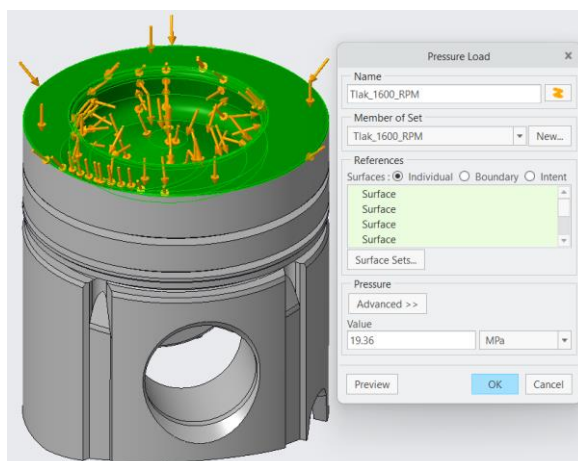 Pressure Load x
Name
Tlak_1600_RPM
Member of Set
Tlak_1600_RPM New...
References
Surfaces : Individual Boundary Intent
Surface
Surface
Surface
Surface
Surface Sets...
Pressure
Advanced >>
Value
19.36 MPa
Preview OK Cancel